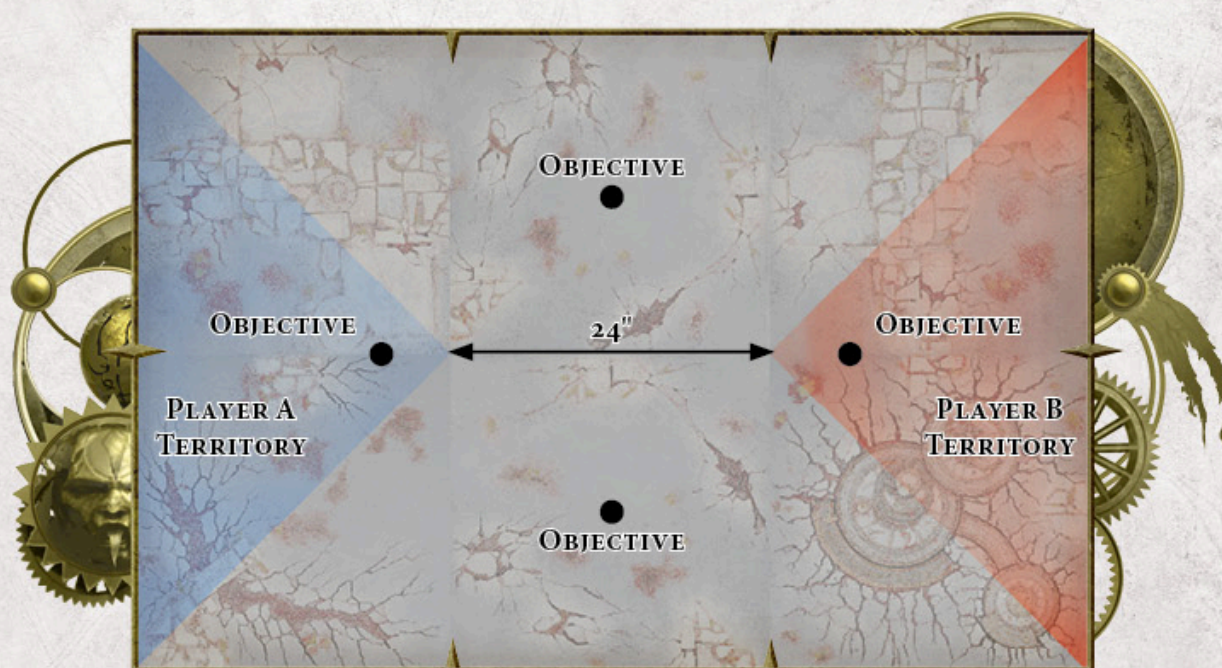 Objective
24"
Objective
Objective
Player A
Territory
Player B
Territory
Objective